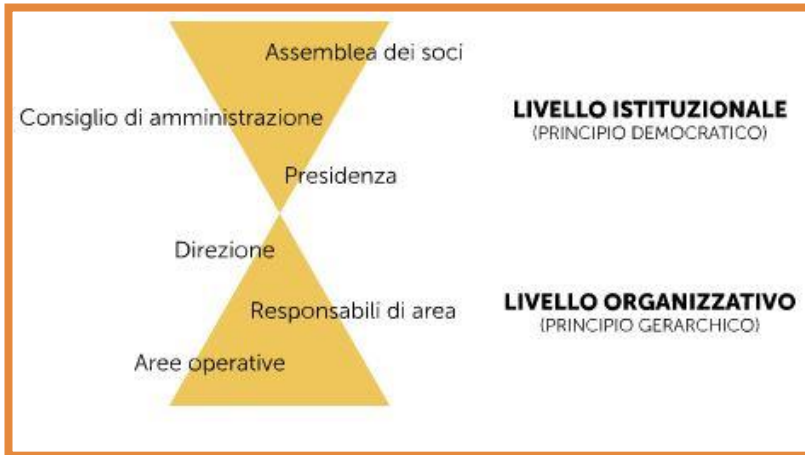 Assemblea dei soci
Consiglio di amministrazione
Presidenza
LIVELLO ISTITUZIONALE
(PRINCIPIO DEMOCRATICO)
Direzione
Responsabili di area
Aree operative
LIVELLO ORGANIZZATIVO
(PRINCIPIO GERARCHICO)